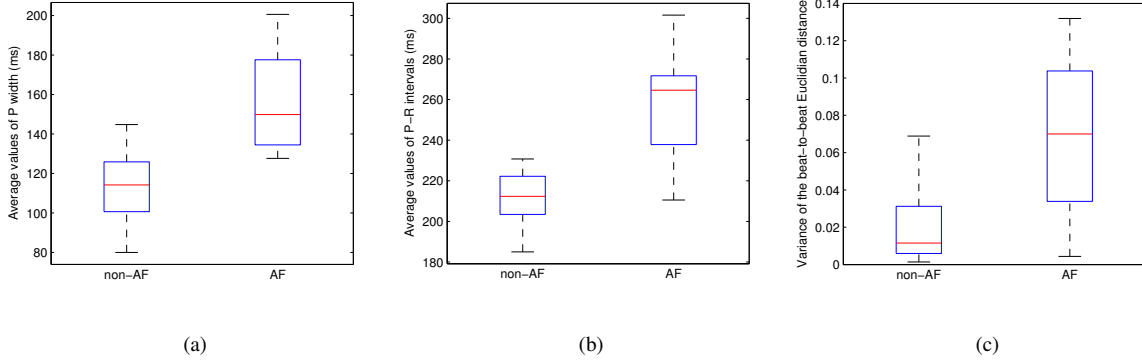 Average values of P width (ms)
200
180
160
140
120
100
80
non−AF
AF
(a)
Average values of P−R intervals (ms)
300
280
260
240
220
200
180
non−AF
AF
(b)
Variance of the beat−to−beat Euclidian distance
0.14
0.12
0.1
0.08
0.06
0.04
0.02
0
non−AF
AF
(c)